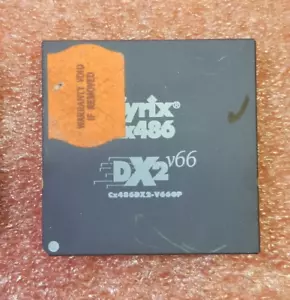 WARRANTY VOID
IF REMOVED
yrix®
x486
DX2 v66
Cx486DX2-V66GP